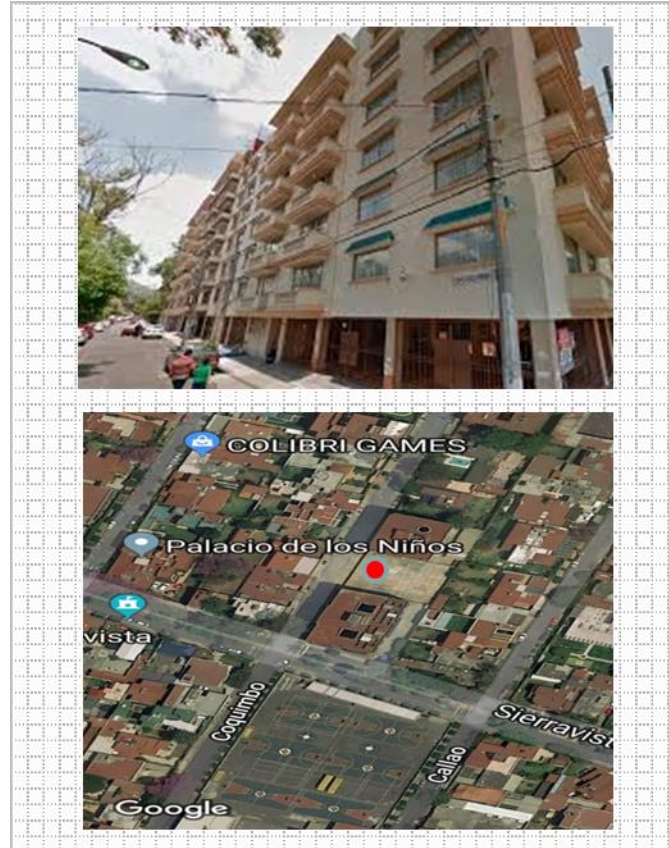 COLIBRI GAMES
Palacio de los Niños
vista
Coquimbo
Sierravist
Callao
Google